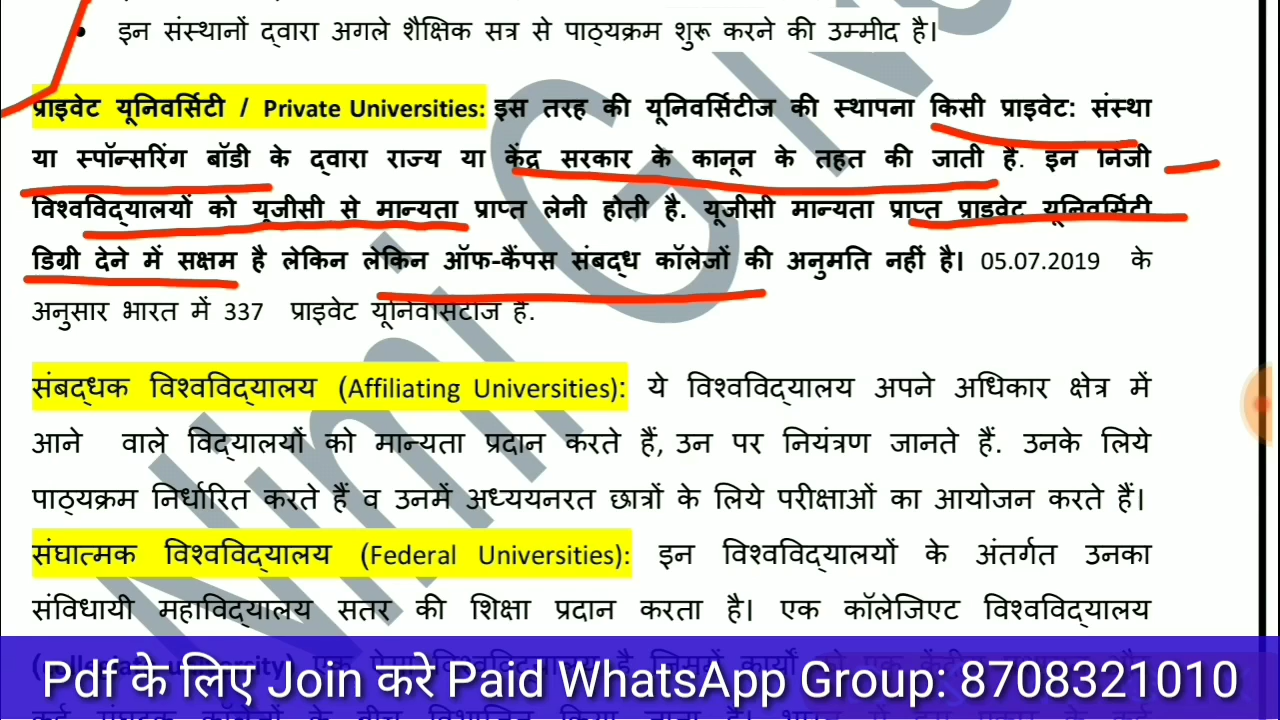 इन संस्थानों द्वारा अगले शैक्षिक सत्र से पाठ्यक्रम शुरू करने की उम्मीद है।
प्राइवेट यूनिवर्सिटी / Private Universities: इस तरह की यूनिवर्सिटीज की स्थापना किसी प्राइवेट: संस्था
या स्पॉन्सरिंग बॉडी के द्वारा राज्य या केंद्र सरकार के कानून के तहत की जाती है. इन निजी
विश्वविद्यालयों को यूजीसी से मान्यता प्राप्त लेनी होती है. यूजीसी मान्यता प्राप्त प्राइवेट यूनिवर्सिटी
डिग्री देने में सक्षम है लेकिन लेकिन ऑफ-कैंपस संबद्ध कॉलेजों की अनुमति नहीं है। 05.07.2019 के
अनुसार भारत में 337 प्राइवेट यूनिवर्सिटीज हैं.
संबद्धक विश्वविद्यालय (Affiliating Universities): ये विश्वविद्यालय अपने अधिकार क्षेत्र में
आने वाले विद्यालयों को मान्यता प्रदान करते हैं, उन पर नियंत्रण जानते हैं. उनके लिये
पाठ्यक्रम निर्धारित करते हैं व उनमें अध्ययनरत छात्रों के लिये परीक्षाओं का आयोजन करते हैं।
संघात्मक विश्वविद्यालय (Federal Universities): इन विश्वविद्यालयों के अंतर्गत उनका
संविधायी महाविद्यालय सतर की शिक्षा प्रदान करता है। एक कॉलेजिएट विश्वविद्यालय
Pdf के लिए Join करे Paid WhatsApp Group: 8708321010